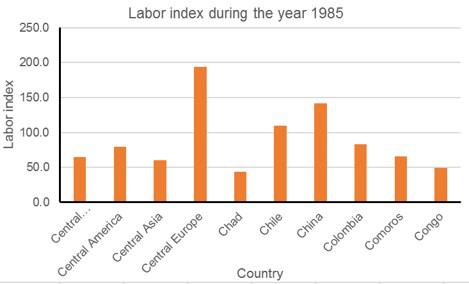 Labor index during the year 1985
250.0
200.0
150.0
100.0
50.0
0.0
Labor index
Central...
Central America
Central Asia
Central Europe
Chad
Chile
China
Colombia
Comoros
Congo
Country